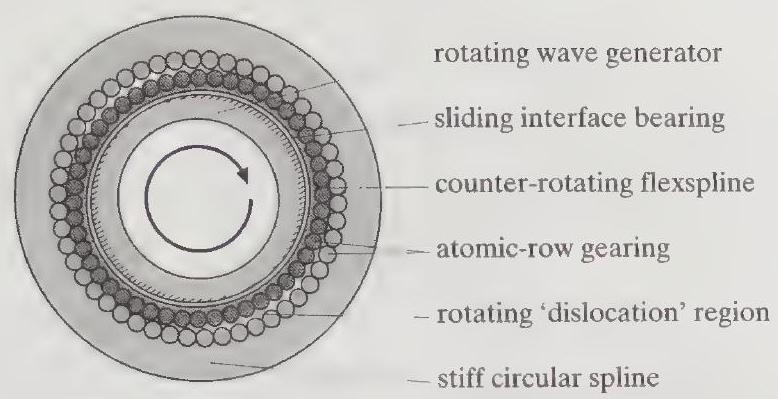 rotating wave generator
sliding interface bearing
counter-rotating flexspline
atomic-row gearing
rotating ‘dislocation’ region
stiff circular spline